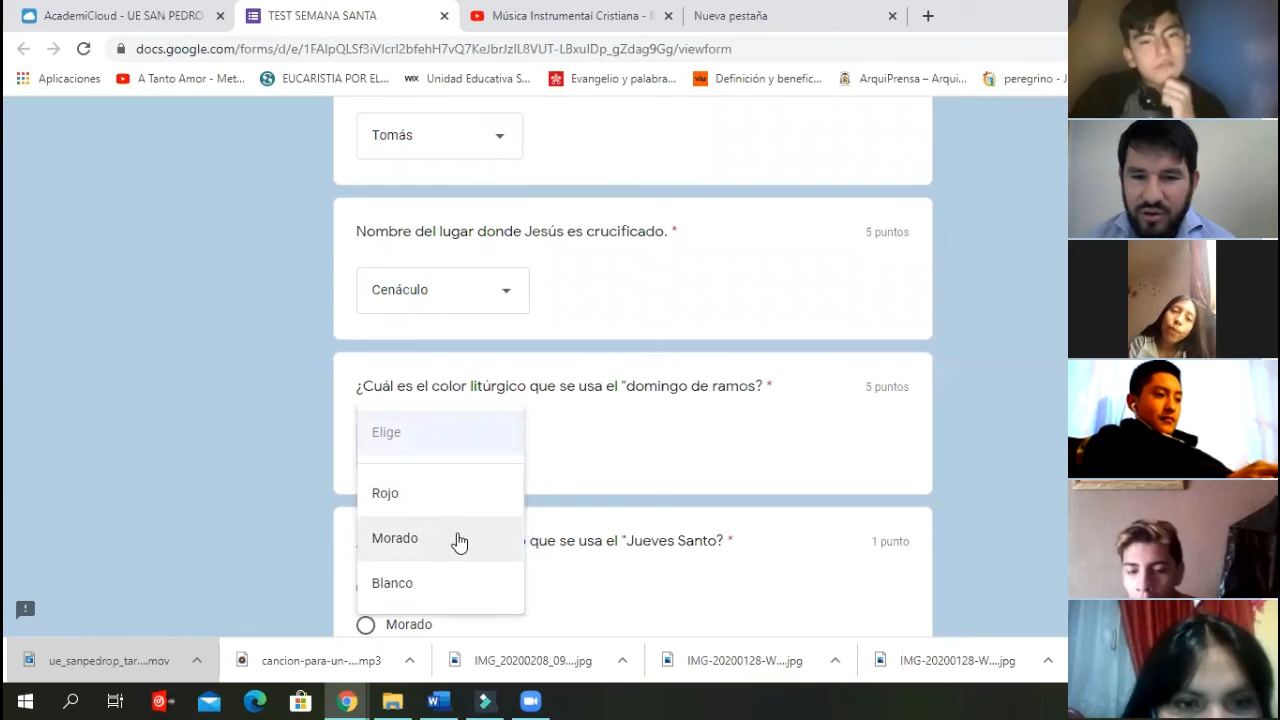 AcademiCloud - UE SAN PEDRO
TEST SEMANA SANTA
Música Instrumental Cristiana -
Nueva pestaña
docs.google.com/forms/d/e/
/viewform
Aplicaciones
A Tanto Amor - Met...
EUCARISTIA POR EL...
WIX Unidad Educativa S...
Evangelio y palabra...
viu Definición y benefic...
ArquiPrensa – Arqui...
peregrino - J
Tomás
Nombre del lugar donde Jesús es crucificado. *
5 puntos
Cenáculo
¿Cuál es el color litúrgico que se usa el "domingo de ramos? *
5 puntos
Elige
Rojo
Morado
Blanco
que se usa el "Jueves Santo? *
1 punto
Morado
ue_sanpedrop_tar....mov
cancion-para-un-....mp3
IMG_20200208_09....jpg
IMG-20200128-W....jpg
IMG-20200128-W....jpg